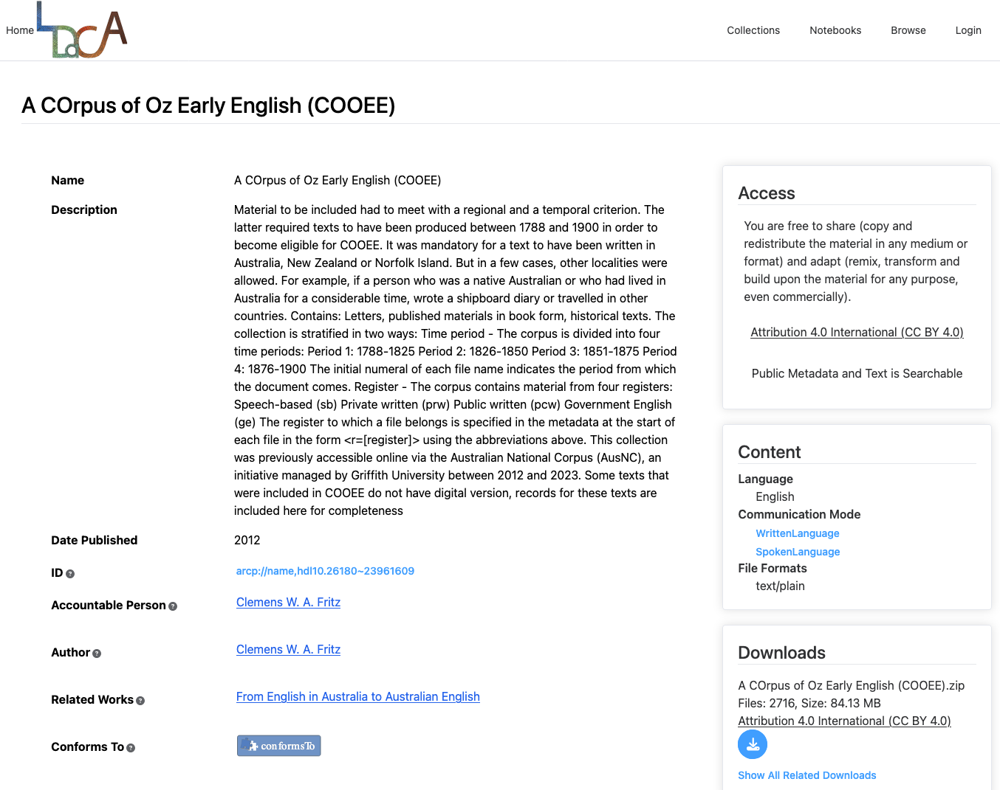 Home
LDaCA
Collections
Notebooks
Browse
Login
A COrpus of Oz Early English (COOEE)
Name
A COrpus of Oz Early English (COOEE)
Description
Material to be included had to meet with a regional and a temporal criterion. The
latter required texts to have been produced between 1788 and 1900 in order to
become eligible for COOEE. It was mandatory for a text to have been written in
Australia, New Zealand or Norfolk Island. But in a few cases, other localities were
allowed. For example, if a person who was a native Australian or who had lived in
Australia for a considerable time, wrote a shipboard diary or travelled in other
countries. Contains: Letters, published materials in book form, historical texts. The
collection is stratified in two ways: Time period - The corpus is divided into four
time periods: Period 1: 1788-1825 Period 2: 1826-1850 Period 3: 1851-1875 Period
4: 1876-1900 The initial numeral of each file name indicates the period from which
the document comes. Register - The corpus contains material from four registers:
Speech-based (sb) Private written (prw) Public written (pcw) Government English
(ge) The register to which a file belongs is specified in the metadata at the start of
each file in the form <r=[register]> using the abbreviations above. This collection
was previously accessible online via the Australian National Corpus (AusNC), an
initiative managed by Griffith University between 2012 and 2023. Some texts that
were included in COOEE do not have digital version, records for these texts are
included here for completeness
Date Published
2012
ID ?
arcp://name,hdl10.26180~23961609
Accountable Person ?
Clemens W. A. Fritz
Author ?
Clemens W. A. Fritz
Related Works ?
From English in Australia to Australian English
Conforms To ?
conformsTo
Access
You are free to share (copy and
redistribute the material in any medium or
format) and adapt (remix, transform and
build upon the material for any purpose,
even commercially).
Attribution 4.0 International (CC BY 4.0)
Public Metadata and Text is Searchable
Content
Language
English
Communication Mode
WrittenLanguage
SpokenLanguage
File Formats
text/plain
Downloads
A COrpus of Oz Early English (COOEE).zip
Files: 2716, Size: 84.13 MB
Attribution 4.0 International (CC BY 4.0)
Show All Related Downloads